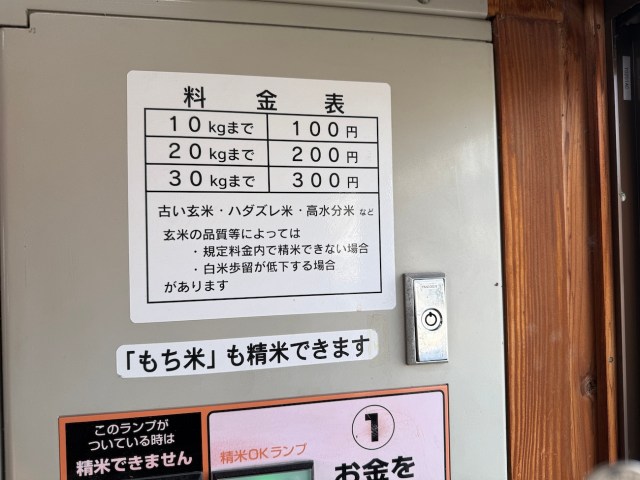 料金表
10kgまで 100円
20kgまで 200円
30kgまで 300円
古い玄米・ハダズレ米・高水分米 など
玄米の品質等によっては
・規定料金内で精米できない場合
・白米歩留が低下する場合
があります
「もち米」も精米できます
このランプが
ついている時は
精米できません
精米OKランプ
①
お金を